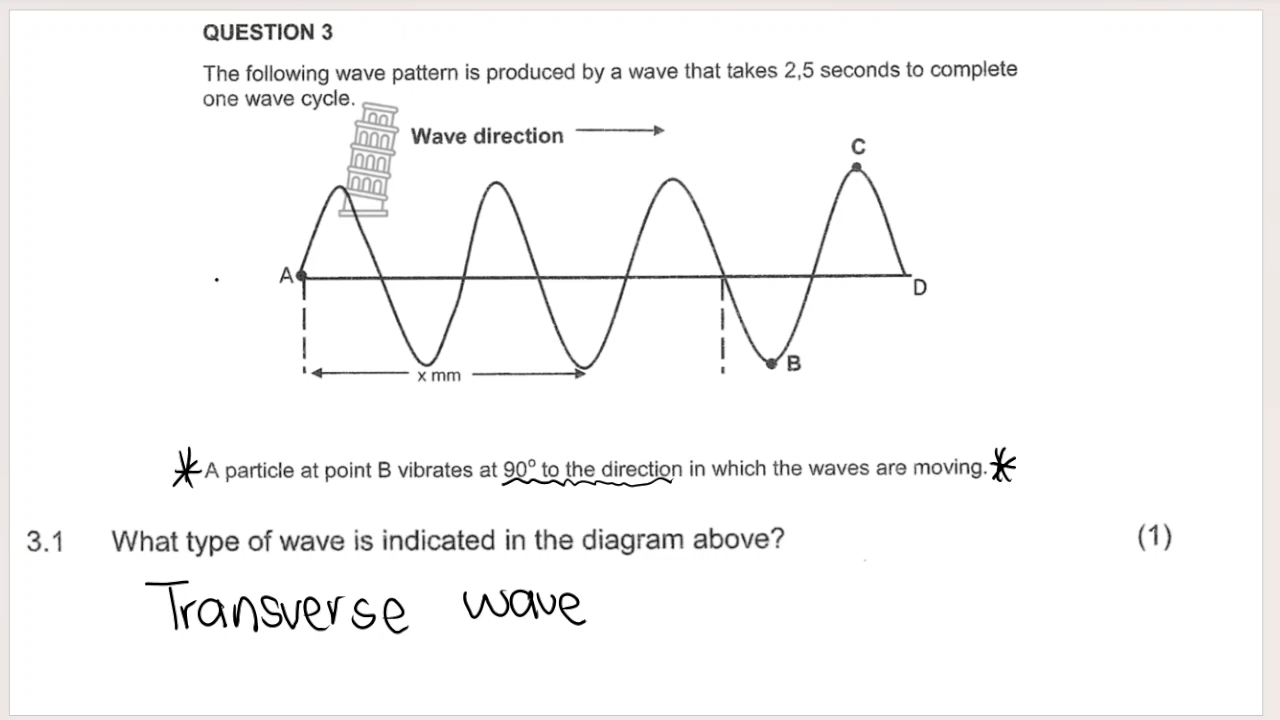 QUESTION 3
The following wave pattern is produced by a wave that takes 2,5 seconds to complete
one wave cycle.
Wave direction
C
A
D
B
x mm
A particle at point B vibrates at 90° to the direction in which the waves are moving.
3.1 What type of wave is indicated in the diagram above? (1)
Transverse wave